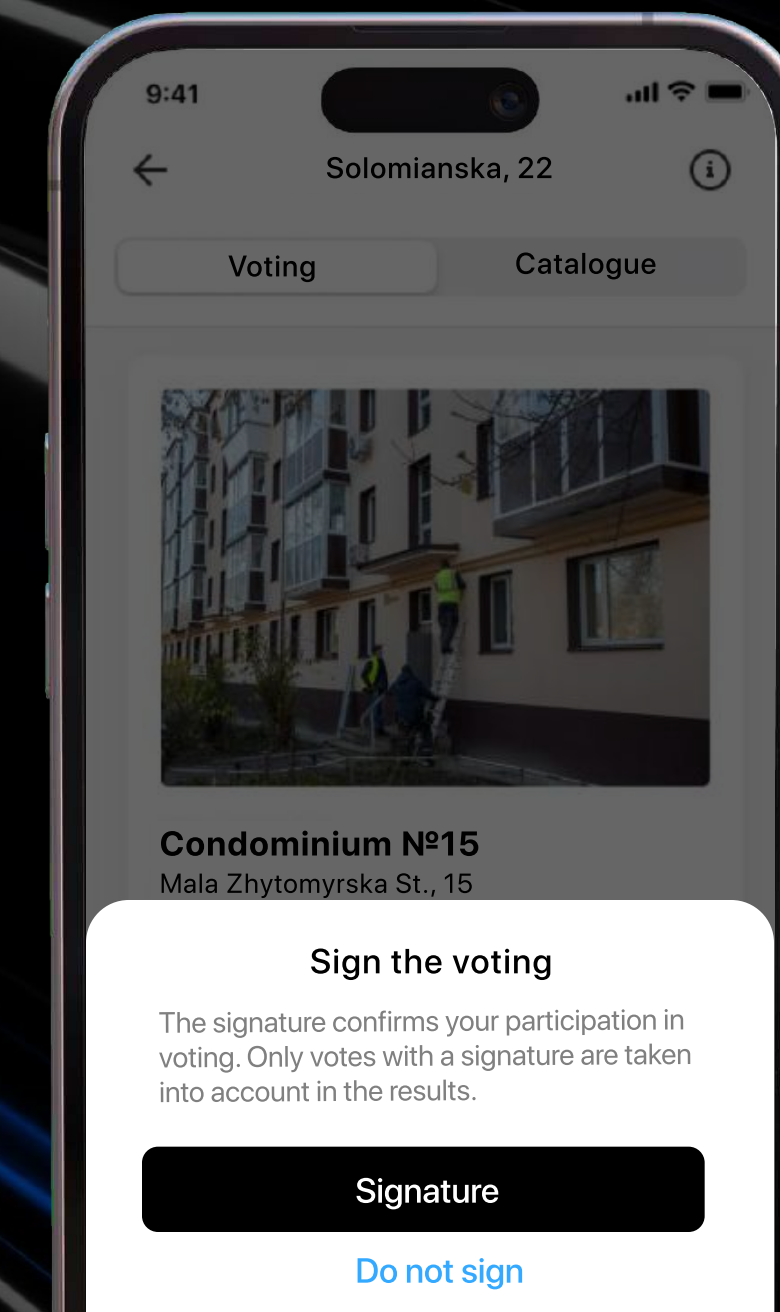 9:41
Solomianska, 22
Voting
Catalogue
Condominium №15
Mala Zhytomyrska St., 15
Sign the voting
The signature confirms your participation in
voting. Only votes with a signature are taken
into account in the results.
Signature
Do not sign